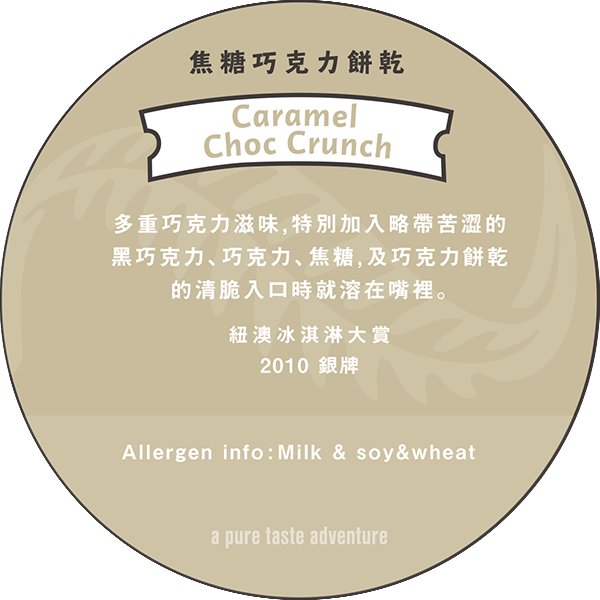 焦糖巧克力餅乾
Caramel
Choc Crunch
多重巧克力滋味,特別加入略帶苦澀的
黑巧克力、巧克力、焦糖,及巧克力餅乾
的清脆入口時就溶在嘴裡。
紐澳冰淇淋大賞
2010 銀牌
Allergen info:Milk & soy&wheat
a pure taste adventure